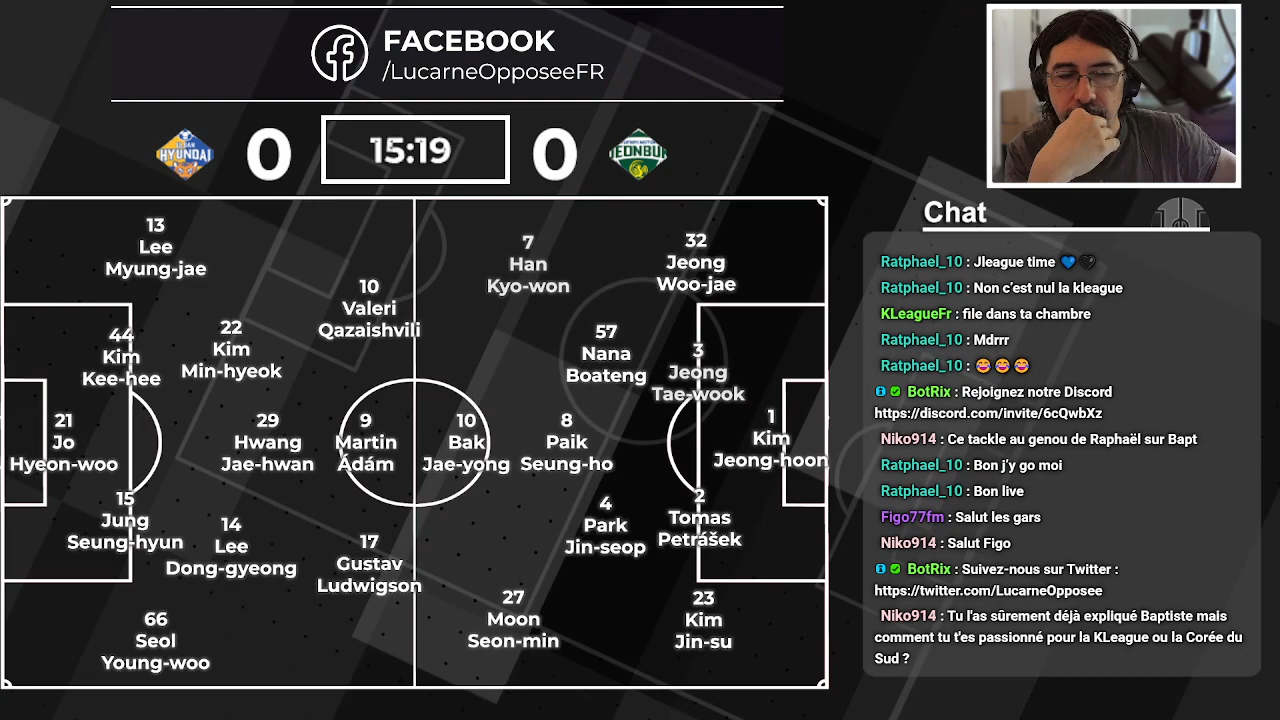 FACEBOOK
/LucarneOpposeeFR
HYUNDAI
0
15:19
0
13
Lee
Myung-jae
44
Kim
Kee-hee
22
Kim
Min-hyeok
10
Valeri
Qazaishvili
21
Jo
Hyeon-woo
29
Hwang
Jae-hwan
9
Martin
Ádám
15
Jung
Seung-hyun
14
Lee
Dong-gyeong
17
Gustav
Ludwigson
66
Seol
Young-woo
7
Han
Kyo-won
32
Jeong
Woo-jae
57
Nana
Boateng
3
Jeong
Tae-wook
10
Bak
Jae-yong
8
Paik
Seung-ho
1
Kim
Jeong-hoon
4
Park
Jin-seop
2
Tomas
Petrášek
27
Moon
Seon-min
23
Kim
Jin-su
Chat
Ratphael_10 : Jleague time 💙🖤
Ratphael_10 : Non c'est nul la kleague
KLeagueFr : file dans ta chambre
Ratphael_10 : Mdrrr
Ratphael_10 : 😂😂😂
BotRix : Rejoignez notre Discord
https://discord.com/invite/6cQwbXz
Niko914 : Ce tackle au genou de Raphaël sur Bapt
Ratphael_10 : Bon j'y go moi
Ratphael_10 : Bon live
Figo77fm : Salut les gars
Niko914 : Salut Figo
BotRix : Suivez-nous sur Twitter :
https://twitter.com/LucarneOpposee
Niko914 : Tu l'as sûrement déjà expliqué Baptiste mais
comment tu t'es passionné pour la KLeague ou la Corée du
Sud ?